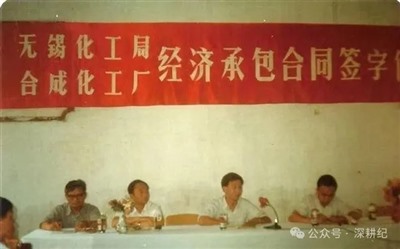 无锡化工局
合成化工厂
经济承包合同签字
公众号·深耕纪